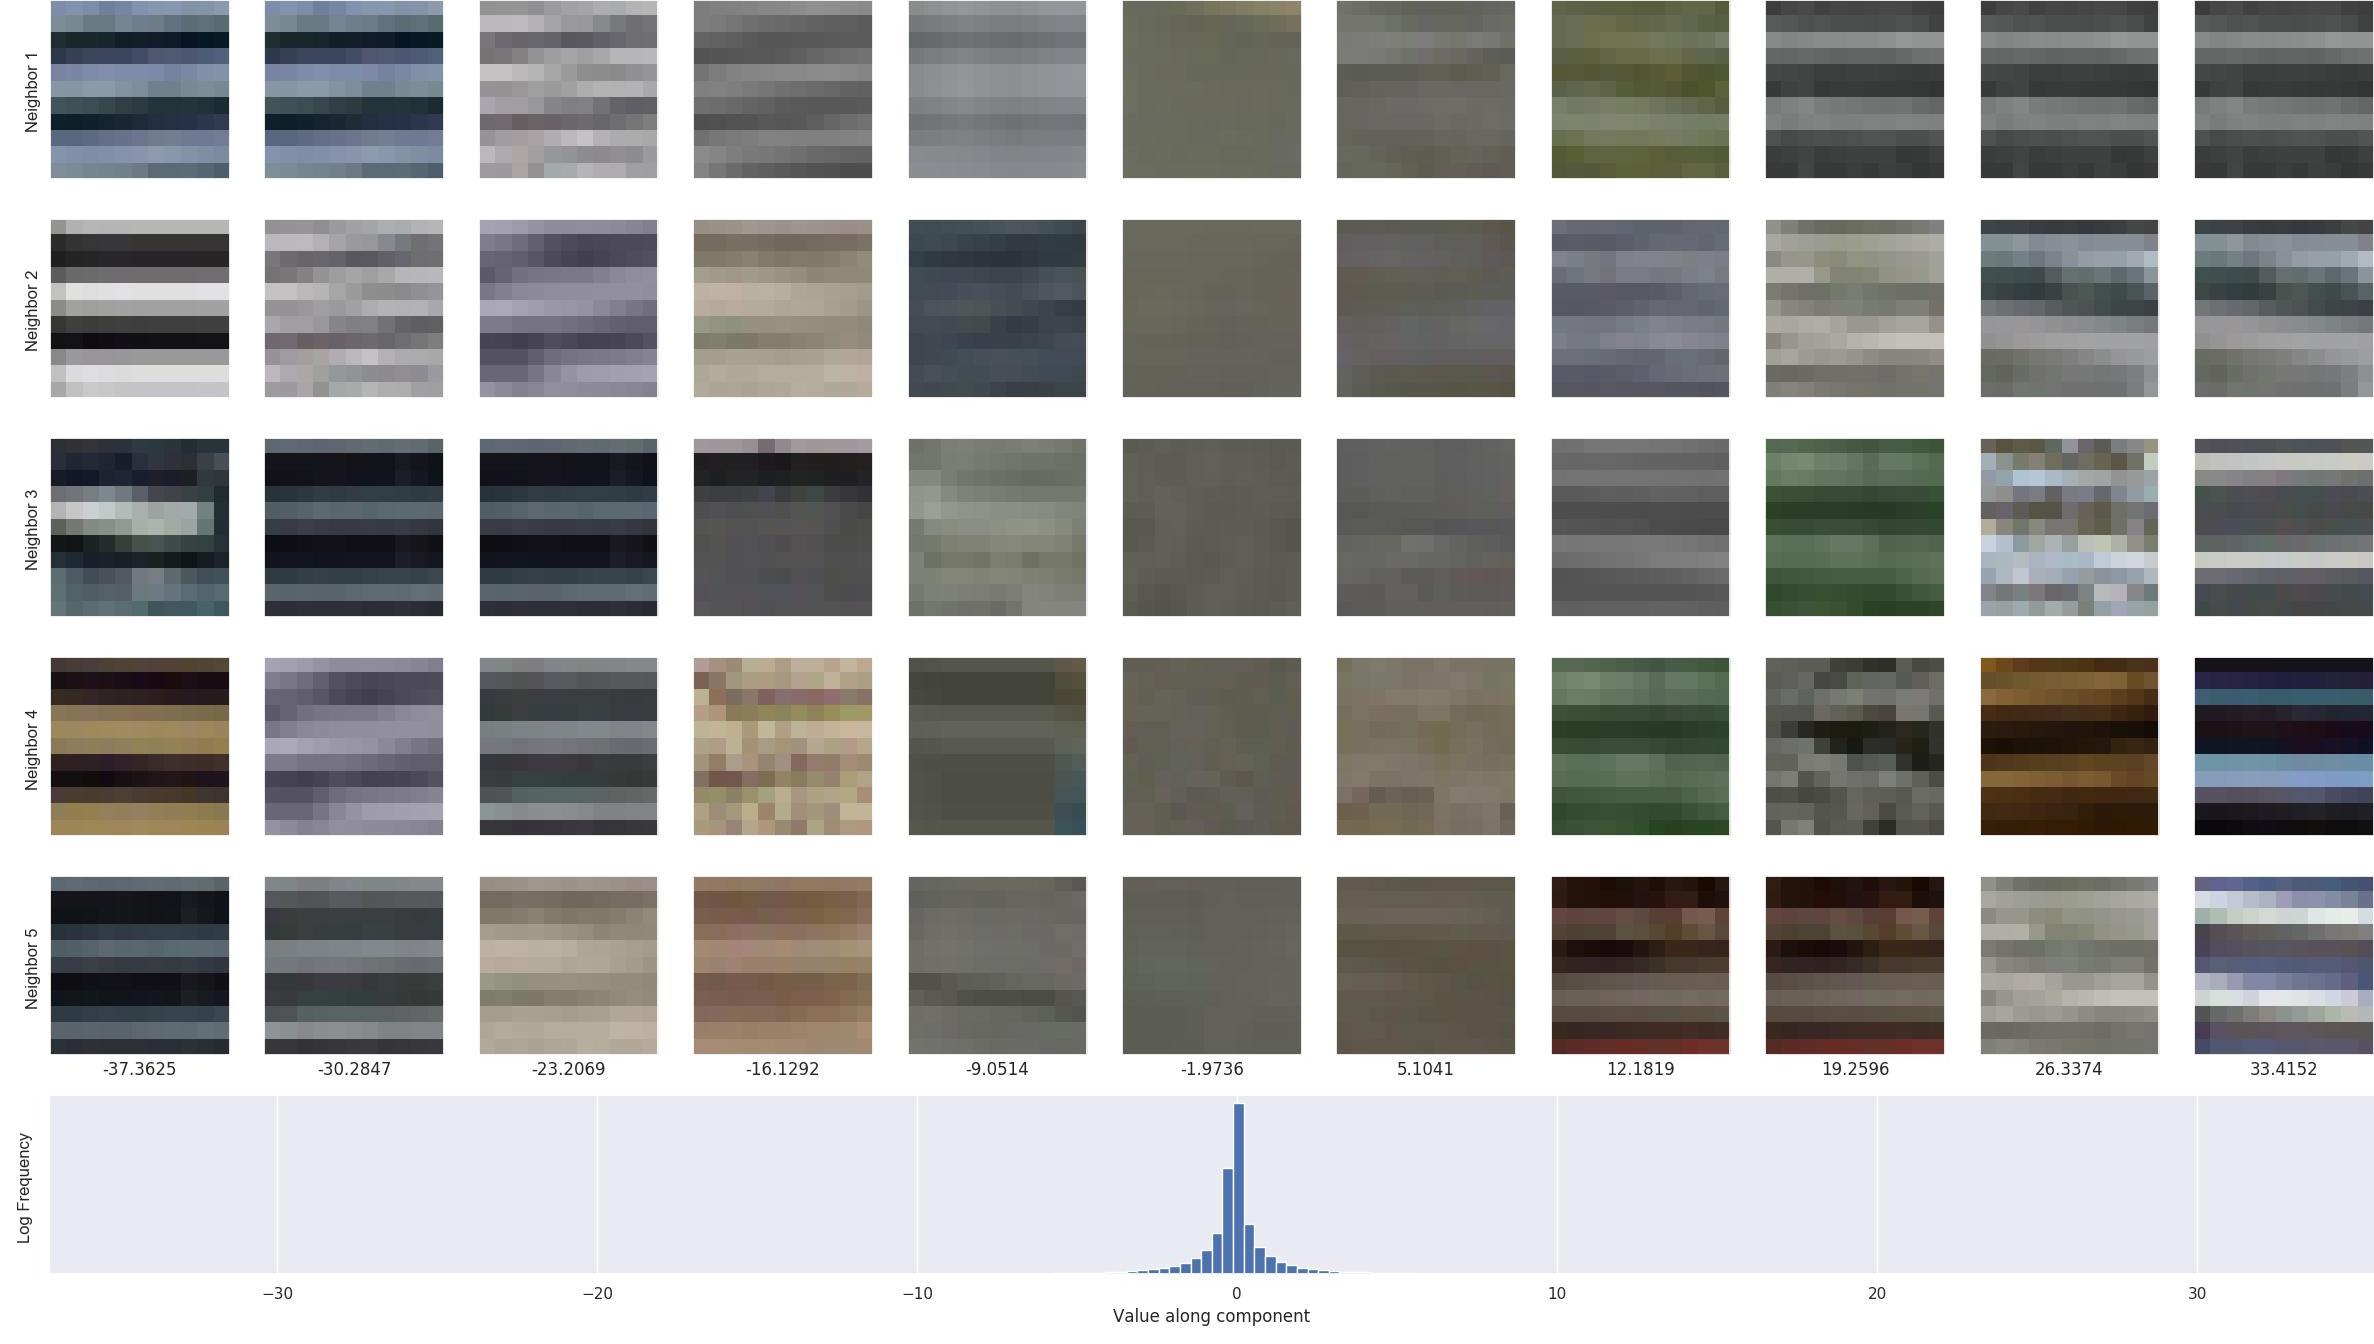 Neighbor 1
Neighbor 2
Neighbor 3
Neighbor 4
Neighbor 5
-37.3625 -30.2847 -23.2069 -16.1292 -9.0514 -1.9736 5.1041 12.1819 19.2596 26.3374 33.4152
Log Frequency
−30 −20 −10 0 10 20 30
Value along component